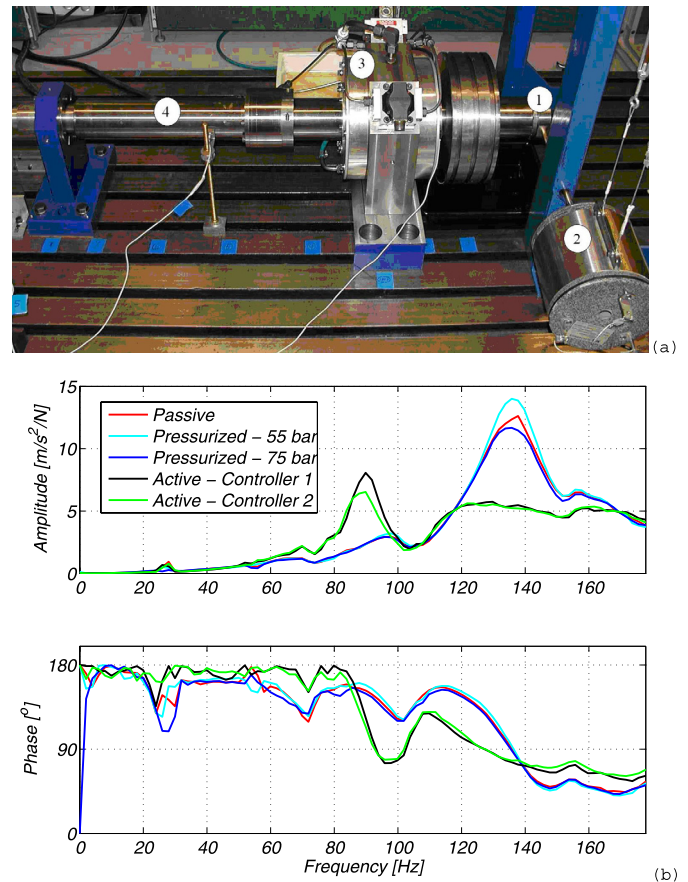 3
1
4
2
(a)
15
10
5
0
Amplitude [m/s²/N]
Passive
Pressurized - 55 bar
Pressurized - 75 bar
Active - Controller 1
Active - Controller 2
0 20 40 60 80 100 120 140 160
180
90
0
Phase [º]
0 20 40 60 80 100 120 140 160
Frequency [Hz]
(b)